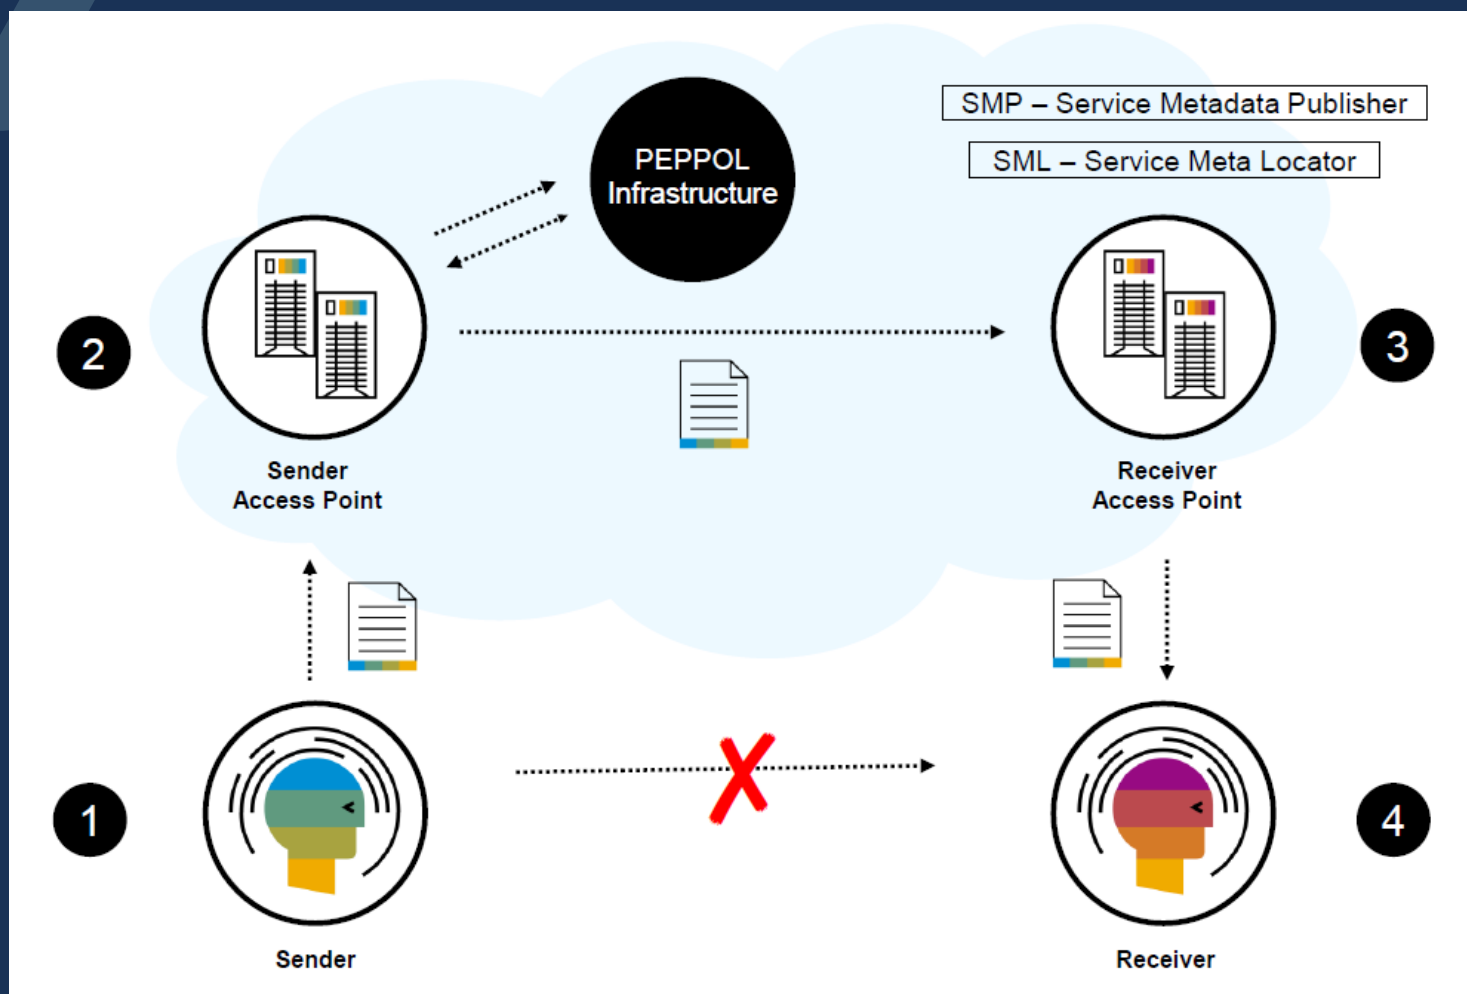 PEPPOL
Infrastructure
SMP – Service Metadata Publisher
SML – Service Meta Locator
2
3
Sender
Access Point
Receiver
Access Point
1
4
Sender
Receiver